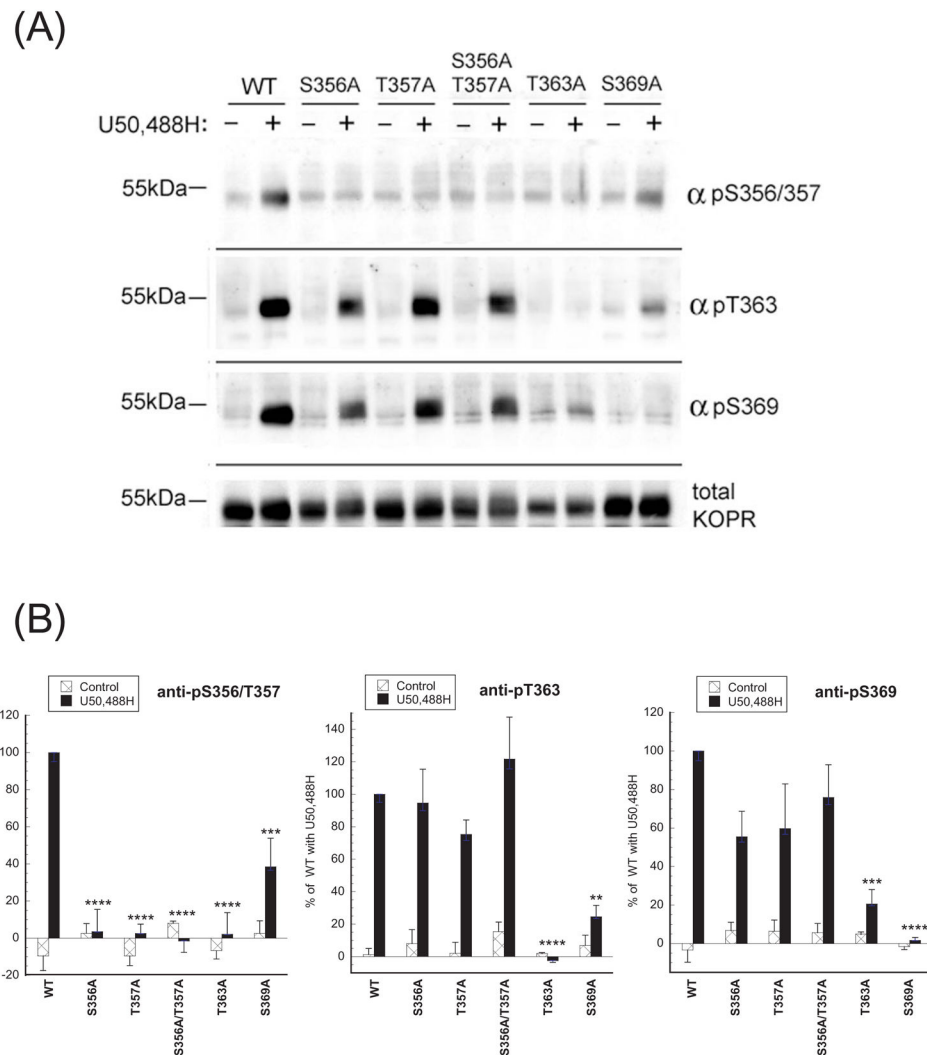 (A)
WT S356A T357A S356A T357A T363A S369A
U50,488H: − + − + − + − + − + − +
55kDa— α pS356/357
55kDa— α pT363
55kDa— α pS369
55kDa— total KOPR
(B)
Control
U50,488H
anti-pS356/T357
120
100
80
60
40
20
0
-20
****
****
****
****
***
WT
S356A
T357A
S356A/T357A
T363A
S369A
Control
U50,488H
anti-pT363
% of WT with U50,488H
140
120
100
80
60
40
20
0
****
**
WT
S356A
T357A
S356A/T357A
T363A
S369A
Control
U50,488H
anti-pS369
% of WT with U50,488H
120
100
80
60
40
20
0
***
****
WT
S356A
T357A
S356A/T357A
T363A
S369A